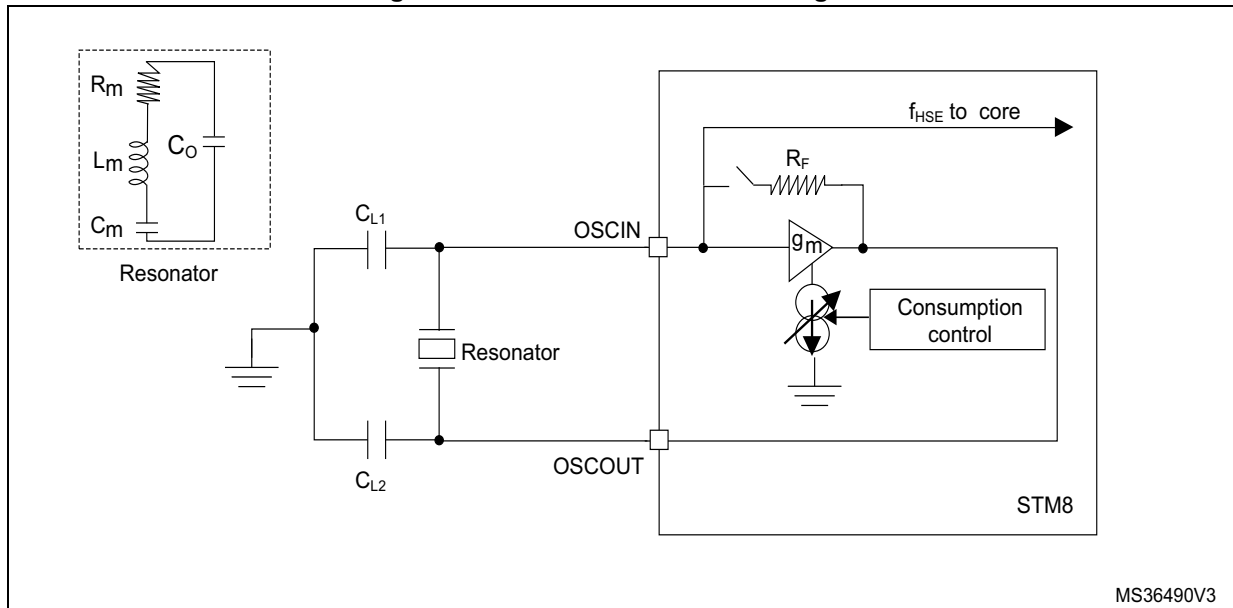 Rm
Lm
CO
Cm
Resonator
CL1
Resonator
CL2
OSCIN
OSCOUT
fHSE to core
RF
gm
Consumption
control
STM8
MS36490V3